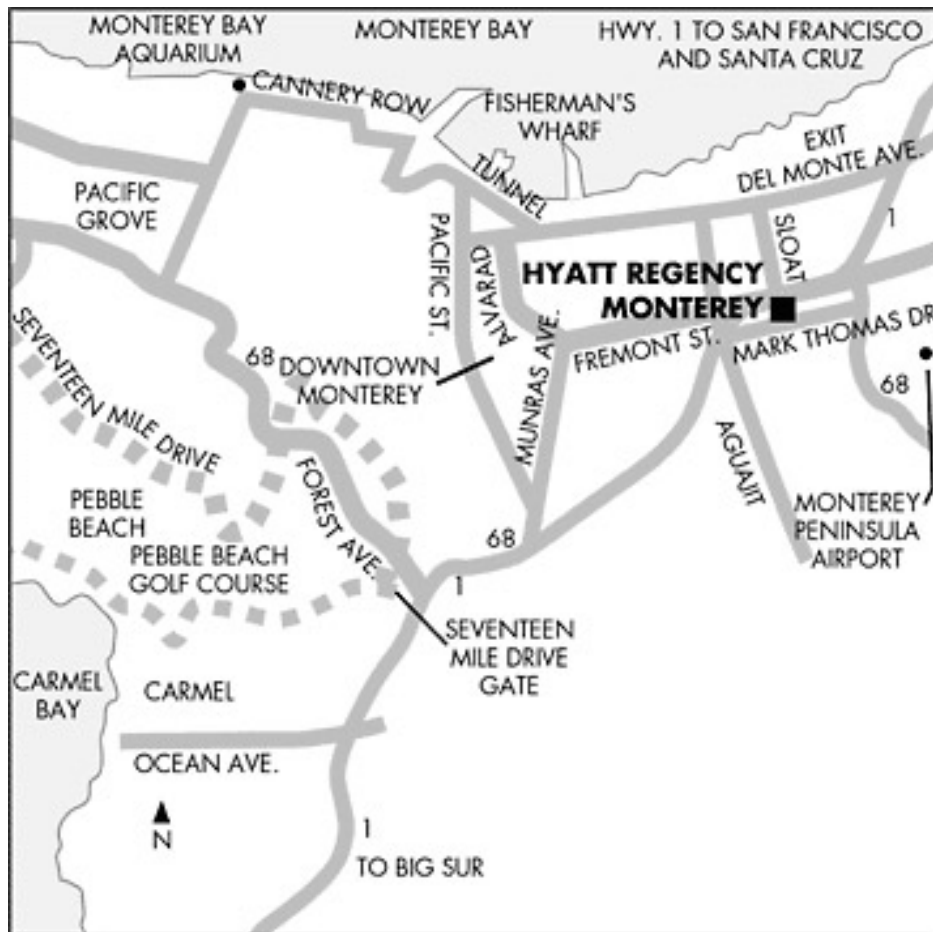 MONTEREY BAY
AQUARIUM
MONTEREY BAY
HWY. 1 TO SAN FRANCISCO
AND SANTA CRUZ
CANNERY ROW
FISHERMAN'S
WHARF
EXIT
DEL MONTE AVE.
TUNNEL
PACIFIC
GROVE
PACIFIC ST.
ALVARAD
SLOAT
1
HYATT REGENCY
MONTEREY
MUNRAS AVE.
FREMONT ST.
MARK THOMAS DR
SEVENTEEN MILE DRIVE
68
DOWNTOWN
MONTEREY
68
AGUAJIT
FOREST AVE.
PEBBLE
BEACH
MONTEREY
PENINSULA
AIRPORT
PEBBLE BEACH
GOLF COURSE
68
1
SEVENTEEN
MILE DRIVE
GATE
CARMEL
BAY
CARMEL
OCEAN AVE.
N
1
TO BIG SUR